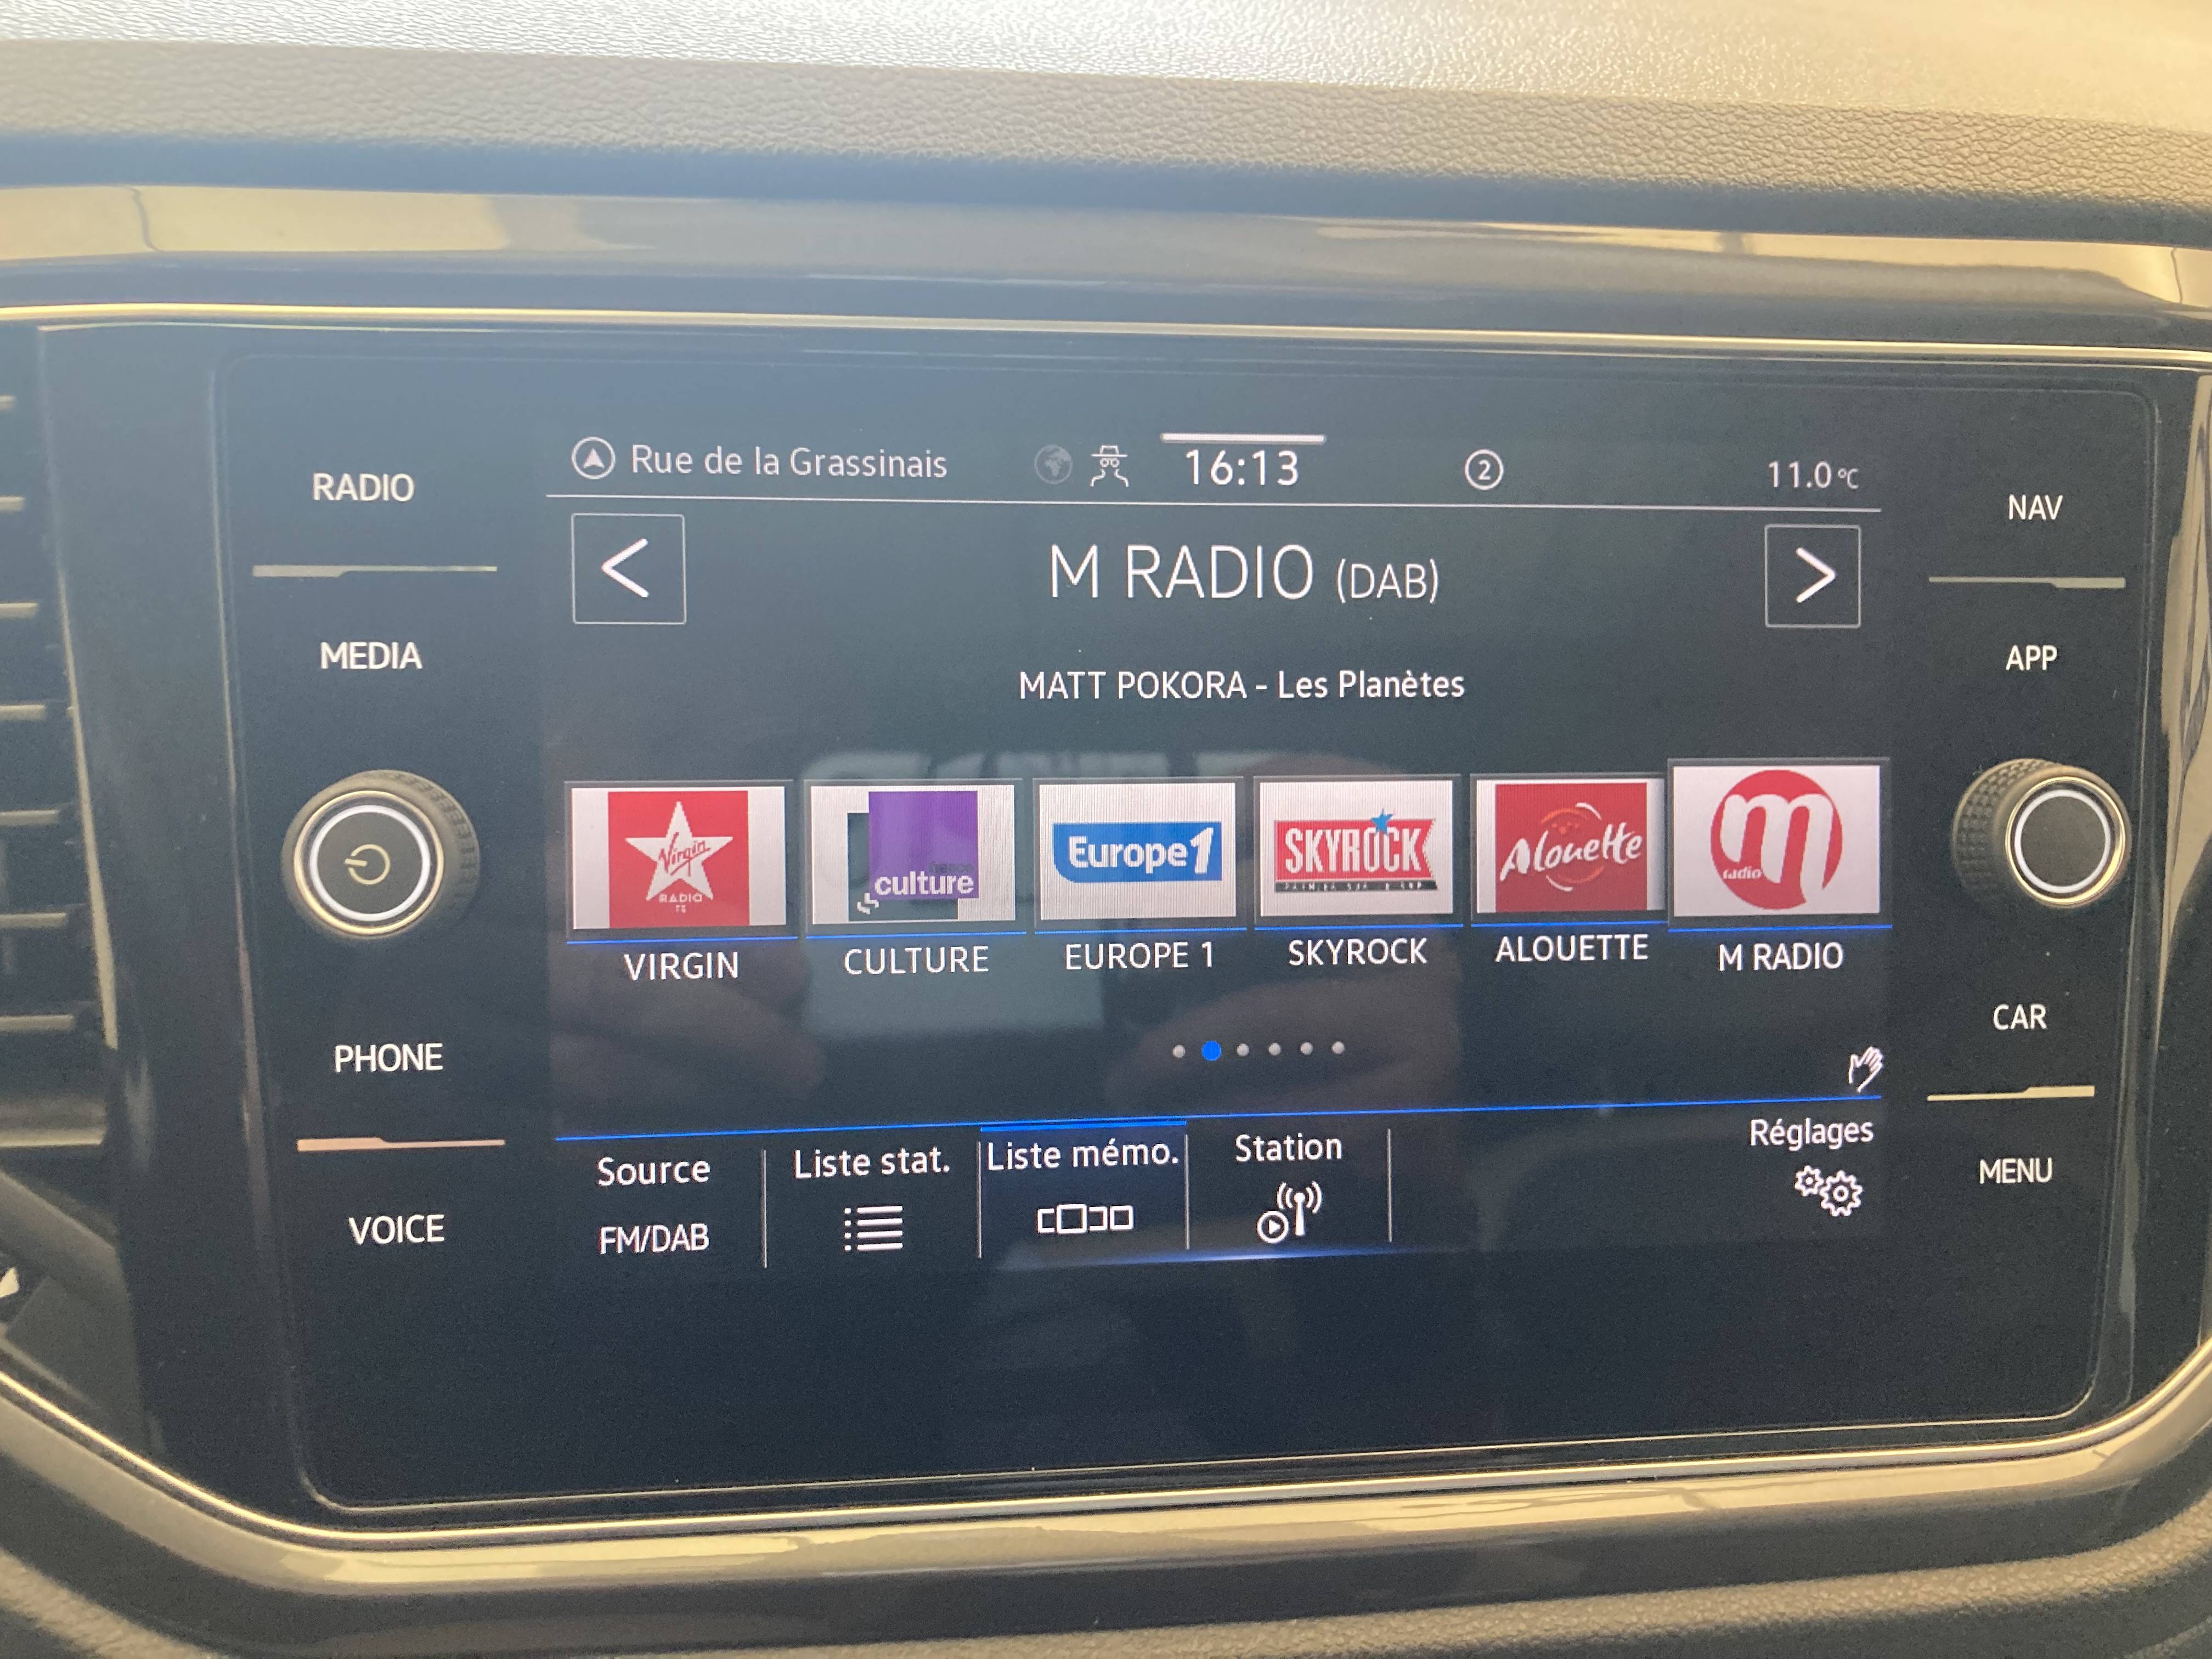 Rue de la Grassinais
16:13
2
11.0°C
RADIO
NAV
M RADIO (DAB)
MEDIA
APP
MATT POKORA - Les Planètes
Virgin
RADIO
culture
Europe 1
SKYROCK
Alouette
m
radio
VIRGIN
CULTURE
EUROPE 1
SKYROCK
ALOUETTE
M RADIO
PHONE
CAR
Source
FM/DAB
Liste stat.
Liste mémo.
Station
Réglages
VOICE
MENU